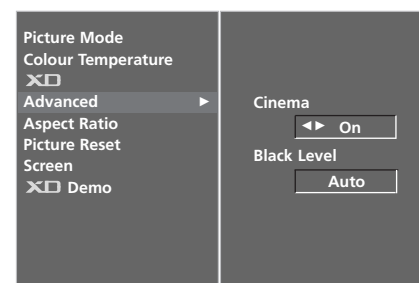 Picture Mode
Colour Temperature
XD
Advanced ►
Aspect Ratio
Picture Reset
Screen
XD Demo
Cinema
◄► On
Black Level
Auto